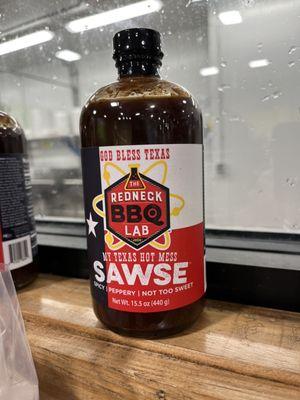 GOD BLESS TEXAS
THE
REDNECK
BBQ
LAB
MY TEXAS HOT MESS
SAWSE
SPICY | PEPPERY | NOT TOO SWEET
Net Wt. 15.5 oz (440 g)